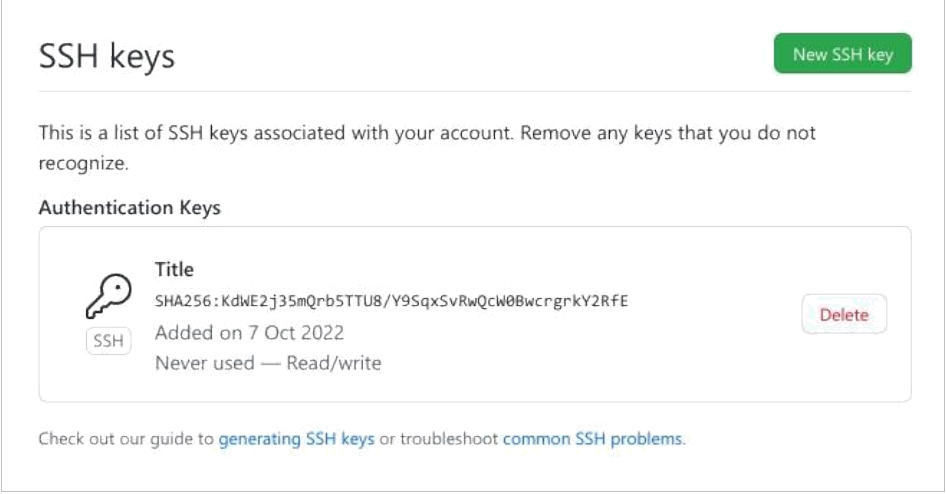 SSH keys
New SSH key
This is a list of SSH keys associated with your account. Remove any keys that you do not
recognize.
Authentication Keys
Title
SHA256:KdWE2j35mQrb5TTU8/Y9SqxSvRwQcW0BwcrgrkY2RfE
Added on 7 Oct 2022
Never used — Read/write
SSH
Delete
Check out our guide to generating SSH keys or troubleshoot common SSH problems.